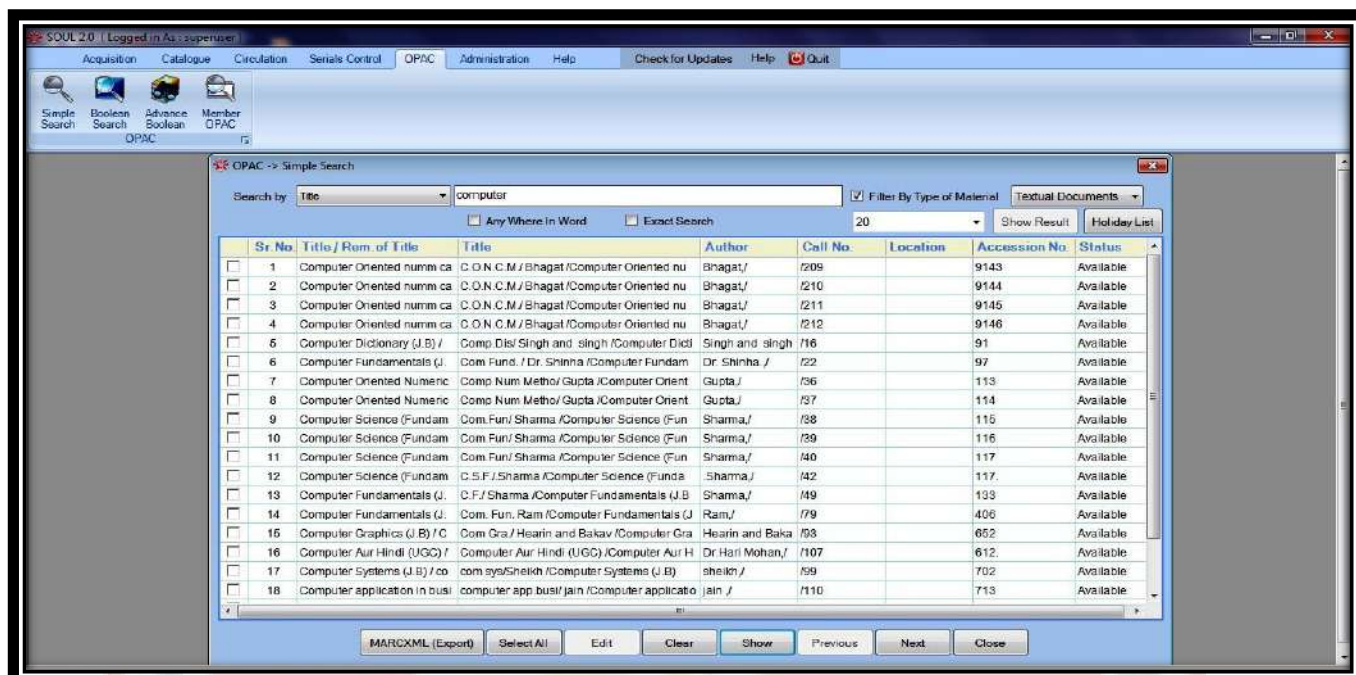 SOUL 2.0 ( Logged in As : superuser )
Acquisition Catalogue Circulation Serials Control OPAC Administration Help Check for Updates Help Quit
Simple Search Boolean Search Advance Boolean Member OPAC
OPAC
OPAC -> Simple Search
Search by Title computer Filter By Type of Material Textual Documents
Any Where In Word Exact Search 20 Show Result Holiday List
Sr.No. Title / Rem. of Title Title Author Call No. Location Accession No. Status
1 Computer Oriented numm ca C.O.N.C.M./ Bhagat /Computer Oriented nu Bhagat,/ /209 9143 Available
2 Computer Oriented numm ca C.O.N.C.M./ Bhagat /Computer Oriented nu Bhagat,/ /210 9144 Available
3 Computer Oriented numm ca C.O.N.C.M./ Bhagat /Computer Oriented nu Bhagat,/ /211 9145 Available
4 Computer Oriented numm ca C.O.N.C.M./ Bhagat /Computer Oriented nu Bhagat,/ /212 9146 Available
5 Computer Dictionary (J.B) / Comp.Dis/ Singh and singh /Computer Dicti Singh and singh /16 91 Available
6 Computer Fundamentals (J. Com Fund. / Dr. Shinha /Computer Fundam Dr. Shinha ./ /22 97 Available
7 Computer Oriented Numeric Comp Num Metho/ Gupta /Computer Orient Gupta,/ /36 113 Available
8 Computer Oriented Numeric Comp Num Metho/ Gupta /Computer Orient Gupta,/ /37 114 Available
9 Computer Science (Fundam Com.Fun/ Sharma /Computer Science (Fun Sharma,/ /38 115 Available
10 Computer Science (Fundam Com.Fun/ Sharma /Computer Science (Fun Sharma,/ /39 116 Available
11 Computer Science (Fundam Com.Fun/ Sharma /Computer Science (Fun Sharma,/ /40 117 Available
12 Computer Science (Fundam C.S.F./.Sharma /Computer Science (Funda .Sharma,/ /42 117. Available
13 Computer Fundamentals (J. C.F./ Sharma /Computer Fundamentals (J.B Sharma,/ /49 133 Available
14 Computer Fundamentals (J. Com. Fun. Ram /Computer Fundamentals (J Ram,/ /79 406 Available
15 Computer Graphics (J.B) / C Com Gra./ Hearin and Bakav /Computer Gra Hearin and Baka /93 652 Available
16 Computer Aur Hindi (UGC) / Computer Aur Hindi (UGC) /Computer Aur H Dr.Hari Mohan,/ /107 612. Available
17 Computer Systems (J.B) / co com sys/Sheikh /Computer Systems (J.B) sheikh,/ /99 702 Available
18 Computer application in busi computer app.busi/ jain /Computer applicatio jain ,/ /110 713 Available
MARCXML (Export) Select All Edit Clear Show Previous Next Close